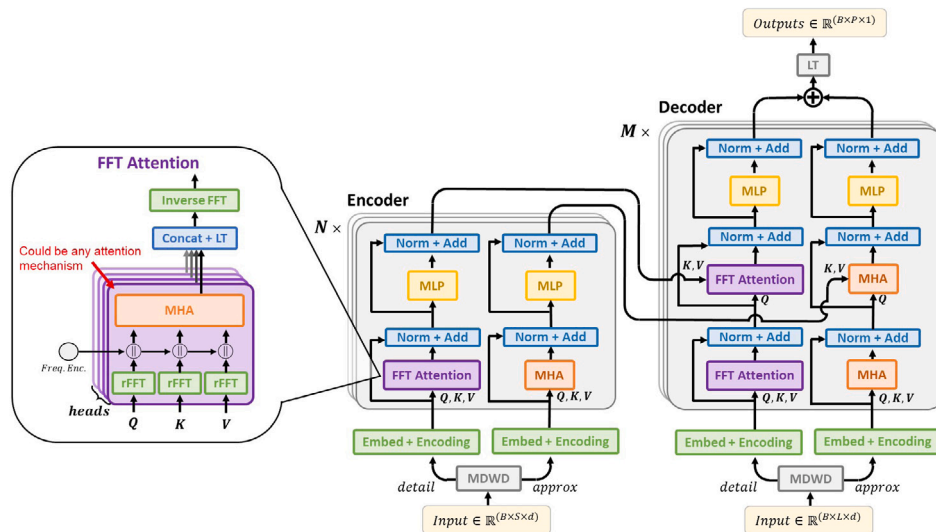 Outputs ∈ ℝ^(B×P×1)
LT
Decoder
M ×
Norm + Add
Norm + Add
MLP
MLP
Norm + Add
Norm + Add
K, V
FFT Attention
K, V
MHA
Q
Q
Norm + Add
Norm + Add
FFT Attention
MHA
Q, K, V
Q, K, V
Embed + Encoding
Embed + Encoding
MDWD
detail
approx
Input ∈ ℝ^(B×L×d)
Encoder
N ×
Norm + Add
Norm + Add
MLP
MLP
Norm + Add
Norm + Add
FFT Attention
MHA
Q, K, V
Q, K, V
Embed + Encoding
Embed + Encoding
MDWD
detail
approx
Input ∈ ℝ^(B×S×d)
FFT Attention
Inverse FFT
Concat + LT
Could be any attention
mechanism
MHA
||
||
||
Freq. Enc.
rFFT
rFFT
rFFT
heads
Q
K
V